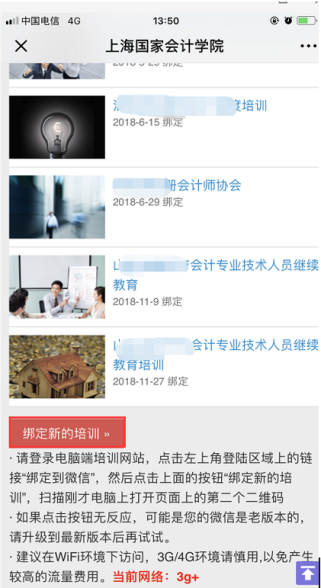 中国电信 4G 13:50
上海国家会计学院
度培训
2018-6-15 绑定
册会计师协会
2018-6-29 绑定
会计专业技术人员继续
教育
2018-11-9 绑定
会计专业技术人员继续
教育培训
2018-11-27 绑定
绑定新的培训 »
· 请登录电脑端培训网站，点击左上角登陆区域上的链
接“绑定到微信”，然后点击上面的按钮“绑定新的培
训”，扫描刚才电脑上打开页面上的第二个二维码
· 如果点击按钮无反应，可能是您的微信是老版本的，
请升级到最新版本后再试试。
· 建议在WiFi环境下访问，3G/4G环境请慎用,以免产生
较高的流量费用。当前网络：3g+